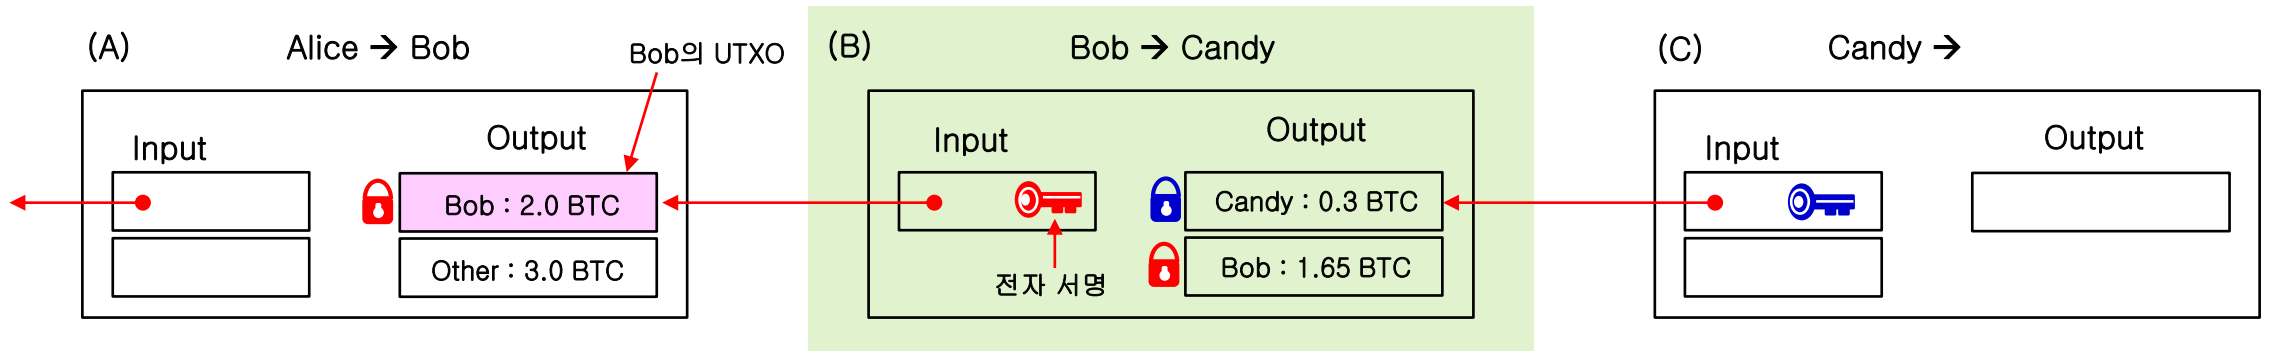 (A) Alice → Bob
Bob의 UTXO
Input
Output
Bob : 2.0 BTC
Other : 3.0 BTC
(B) Bob → Candy
Input
Output
전자 서명
Candy : 0.3 BTC
Bob : 1.65 BTC
(C) Candy →
Input
Output